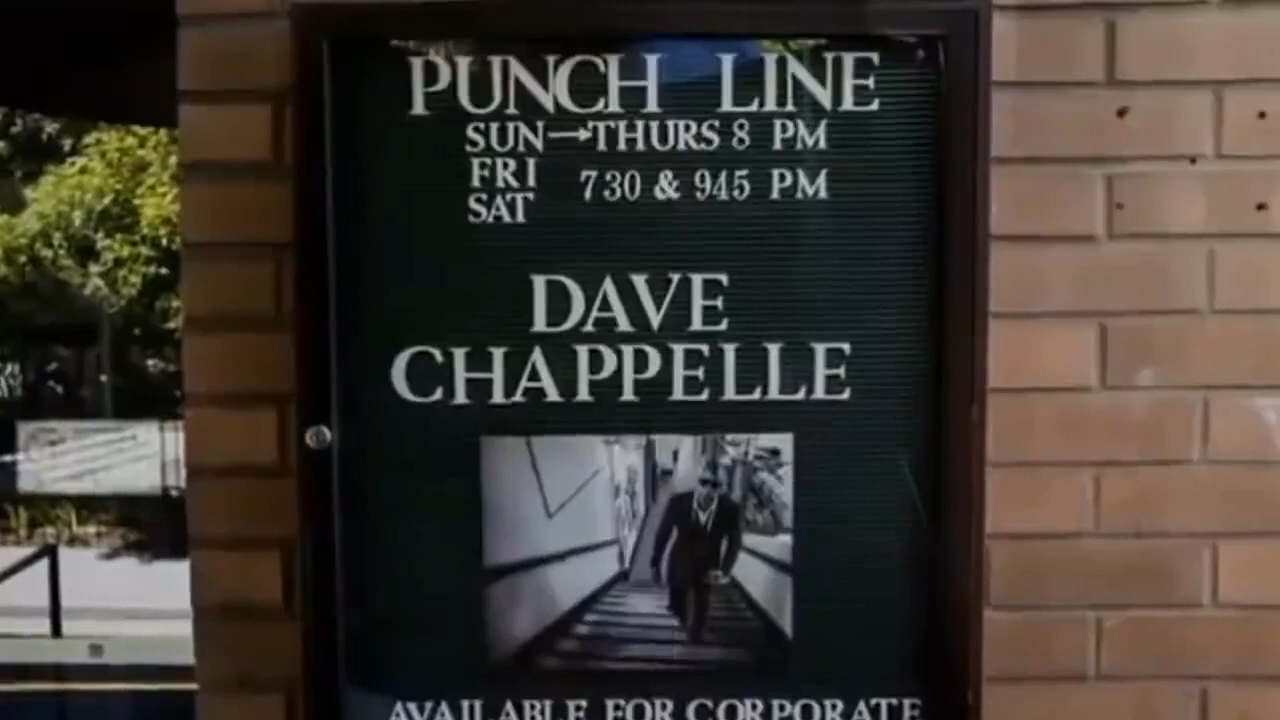 PUNCH LINE
SUN→THURS 8 PM
FRI
730 & 945 PM
SAT
DAVE
CHAPPELLE
AVAILABLE FOR CORPORATE